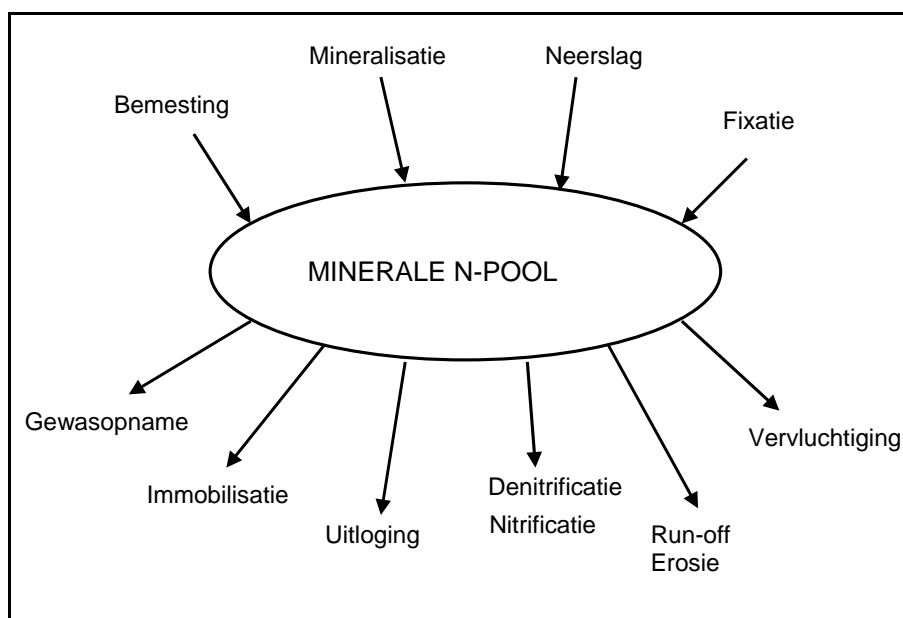 Mineralisatie
Neerslag
Bemesting
Fixatie
MINERALE N-POOL
Gewasopname
Vervluchtiging
Immobilisatie
Denitrificatie
Nitrificatie
Uitloging
Run-off
Erosie